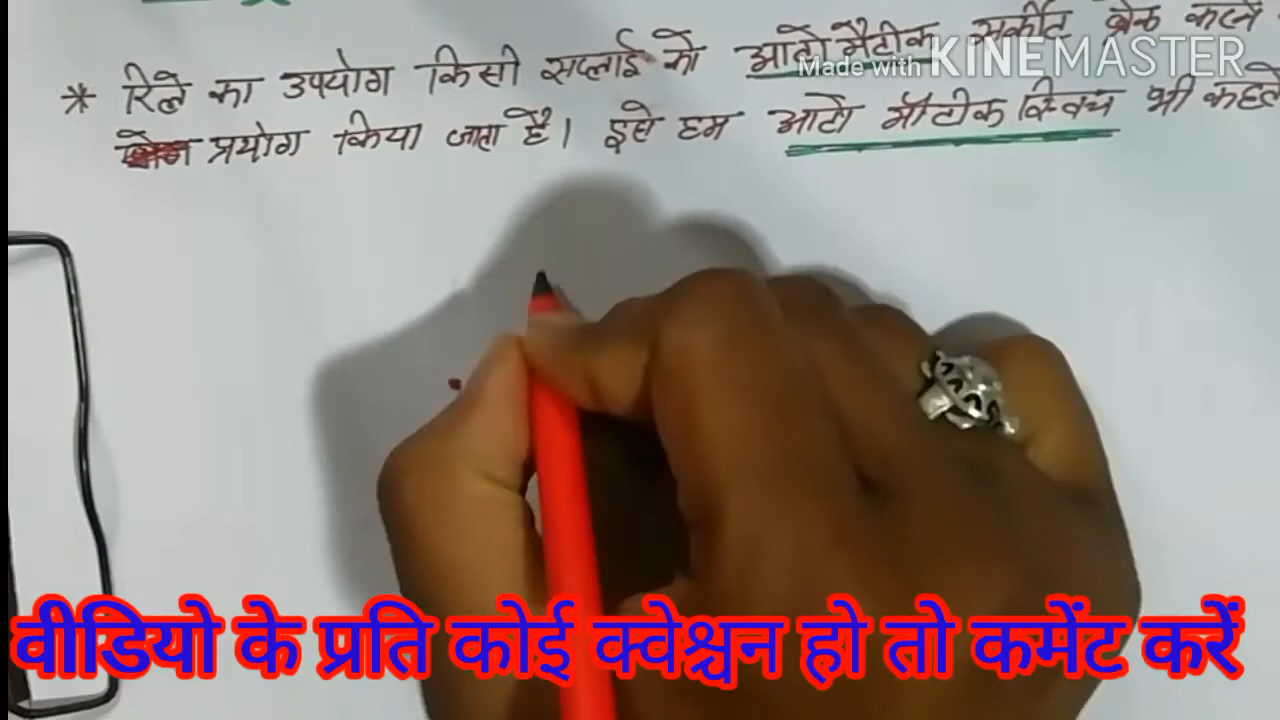 * रिले का उपयोग किसी सप्लाई को आटोमैटीक सर्कीट ब्रेक करने
प्रयोग किया जाता है। इसे हम आटो मौटीक स्विच भी कहते
Made with KINEMASTER
वीडियो के प्रति कोई क्वेश्चन हो तो कमेंट करें